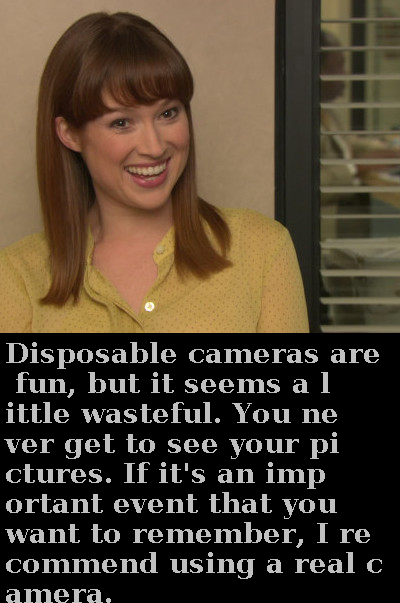 Disposable cameras are
fun, but it seems a l
ittle wasteful. You ne
ver get to see your pi
ctures. If it's an imp
ortant event that you
want to remember, I re
commend using a real c
amera.